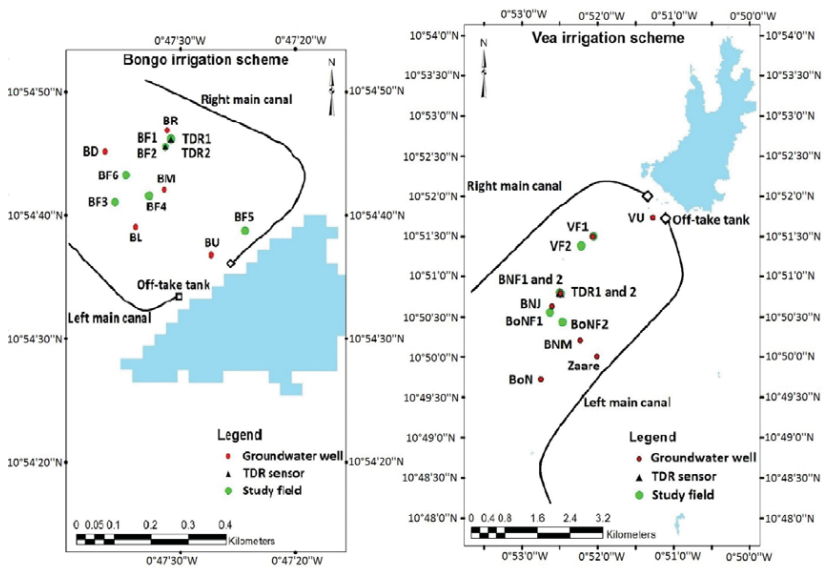 0°47'30" 0°47'20"
Bongo irrigation scheme
N
10°54'50"
10°54'50"
Right main canal
BR
BF1 TDR1
BD BF2 TDR2
BF6 BM
BF3 BF4
10°54'40"
10°54'40"
BF5
BL BU
Off-take tank
Left main canal
10°54'30"
10°54'30"
Legend
Groundwater well
TDR sensor
Study field
10°54'20"
10°54'20"
0 0.05 0.1 0.2 0.3 0.4
Kilometers
0°47'30" 0°47'20"
0°53'0"W 0°52'0"W 0°51'0"W 0°50'0"W
Vea irrigation scheme
N
10°54'0"N 10°54'0"N
10°53'30"N 10°53'30"N
10°53'0"N 10°53'0"N
10°52'30"N 10°52'30"N
Right main canal
10°52'0"N 10°52'0"N
VU Off-take tank
VF1
10°51'30"N 10°51'30"N
VF2
10°51'0"N 10°51'0"N
BNF1 and 2
TDR1 and 2
BNJ
10°50'30"N 10°50'30"N
BoNF1 BoNF2
BNM
10°50'0"N 10°50'0"N
Zaare
BoN
10°49'30"N 10°49'30"N
Left main canal
10°49'0"N 10°49'0"N
Legend
Groundwater well
TDR sensor
Study field
10°48'30"N 10°48'30"N
10°48'0"N 10°48'0"N
0 0.4 0.8 1.6 2.4 3.2
Kilometers
0°53'0"W 0°52'0"W 0°51'0"W 0°50'0"W